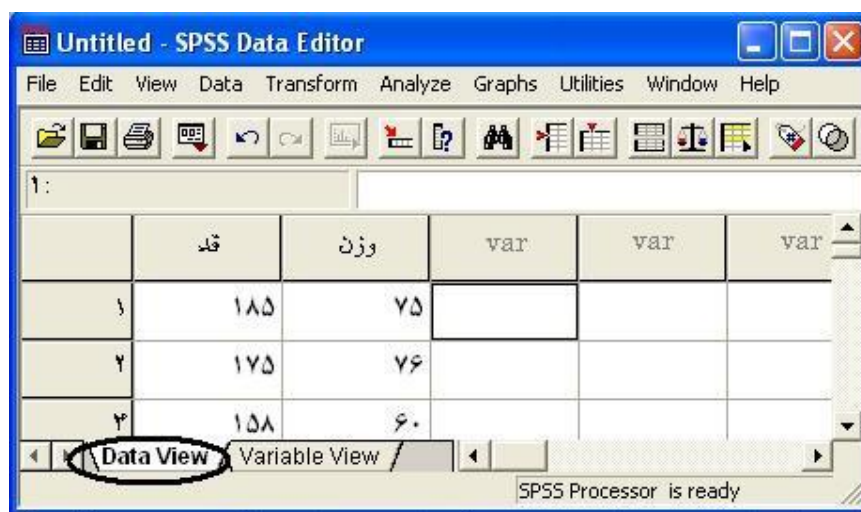 Untitled - SPSS Data Editor
File Edit View Data Transform Analyze Graphs Utilities Window Help
۱:
قد وزن var var var
۱ ۱۸۵ ۷۵
۲ ۱۷۵ ۷۶
۳ ۱۵۸ ۶۰
Data View Variable View
SPSS Processor is ready